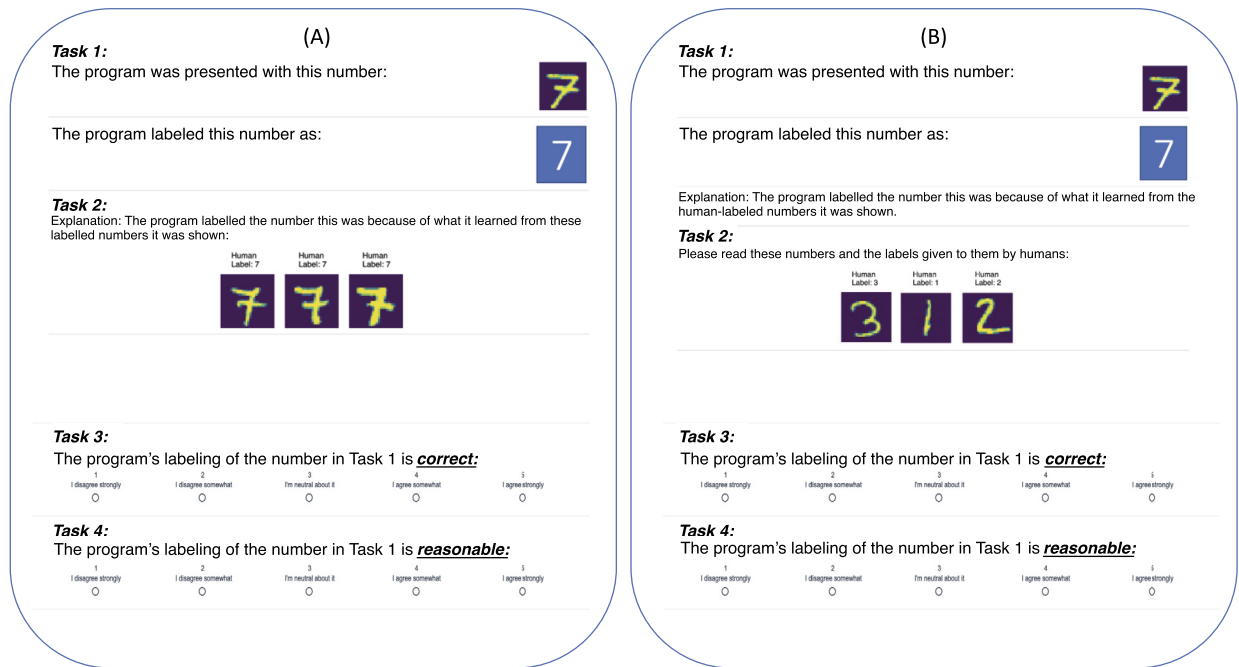 (A)
Task 1:
The program was presented with this number:
7
The program labeled this number as:
7
Task 2:
Explanation: The program labelled the number this was because of what it learned from these
labelled numbers it was shown:
Human Human Human
Label: 7 Label: 7 Label: 7
7 7 7
Task 3:
The program's labeling of the number in Task 1 is correct:
1 2 3 4 5
I disagree strongly I disagree somewhat I'm neutral about it I agree somewhat I agree strongly
Task 4:
The program's labeling of the number in Task 1 is reasonable:
1 2 3 4 5
I disagree strongly I disagree somewhat I'm neutral about it I agree somewhat I agree strongly
(B)
Task 1:
The program was presented with this number:
7
The program labeled this number as:
7
Explanation: The program labelled the number this was because of what it learned from the
human-labeled numbers it was shown.
Task 2:
Please read these numbers and the labels given to them by humans:
Human Human Human
Label: 3 Label: 1 Label: 2
3 1 2
Task 3:
The program's labeling of the number in Task 1 is correct:
1 2 3 4 5
I disagree strongly I disagree somewhat I'm neutral about it I agree somewhat I agree strongly
Task 4:
The program's labeling of the number in Task 1 is reasonable:
1 2 3 4 5
I disagree strongly I disagree somewhat I'm neutral about it I agree somewhat I agree strongly